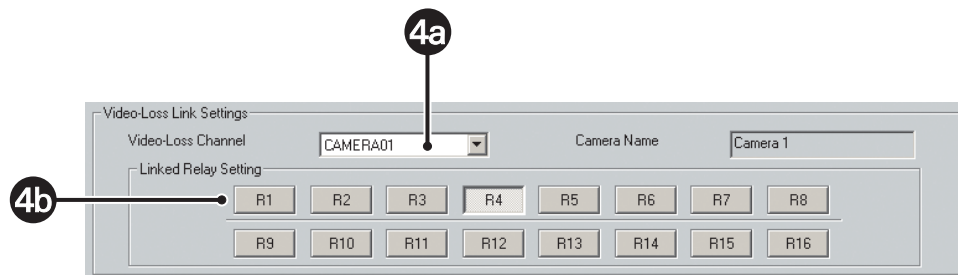 4a
Video-Loss Link Settings
Video-Loss Channel CAMERA01 Camera Name Camera 1
Linked Relay Setting
4b R1 R2 R3 R4 R5 R6 R7 R8
R9 R10 R11 R12 R13 R14 R15 R16